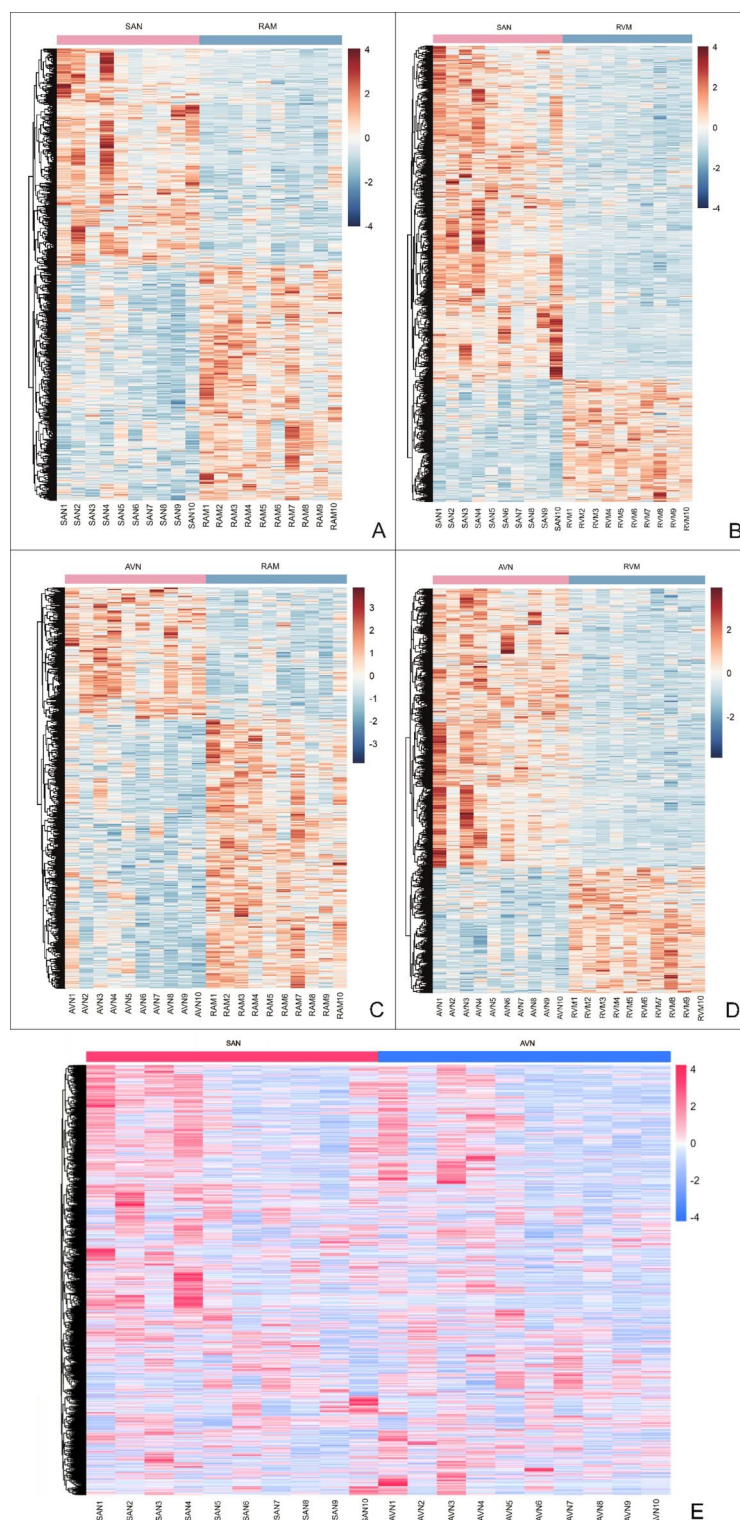 SAN RAM
4
2
0
-2
-4
SAN1 SAN2 SAN3 SAN4 SAN5 SAN6 SAN7 SAN8 SAN9 SAN10 RAM1 RAM2 RAM3 RAM4 RAM5 RAM6 RAM7 RAM8 RAM9 RAM10
A
SAN RVM
4
2
0
-2
-4
SAN1 SAN2 SAN3 SAN4 SAN5 SAN6 SAN7 SAN8 SAN9 SAN10 RVM1 RVM2 RVM3 RVM4 RVM5 RVM6 RVM7 RVM8 RVM9 RVM10
B
AVN RAM
3
2
1
0
-1
-2
-3
AVN1 AVN2 AVN3 AVN4 AVN5 AVN6 AVN7 AVN8 AVN9 AVN10 RAM1 RAM2 RAM3 RAM4 RAM5 RAM6 RAM7 RAM8 RAM9 RAM10
C
AVN RVM
2
0
-2
AVN1 AVN2 AVN3 AVN4 AVN5 AVN6 AVN7 AVN8 AVN9 AVN10 RVM1 RVM2 RVM3 RVM4 RVM5 RVM6 RVM7 RVM8 RVM9 RVM10
D
SAN AVN
4
2
0
-2
-4
SAN1 SAN2 SAN3 SAN4 SAN5 SAN6 SAN7 SAN8 SAN9 SAN10 AVN1 AVN2 AVN3 AVN4 AVN5 AVN6 AVN7 AVN8 AVN9 AVN10
E